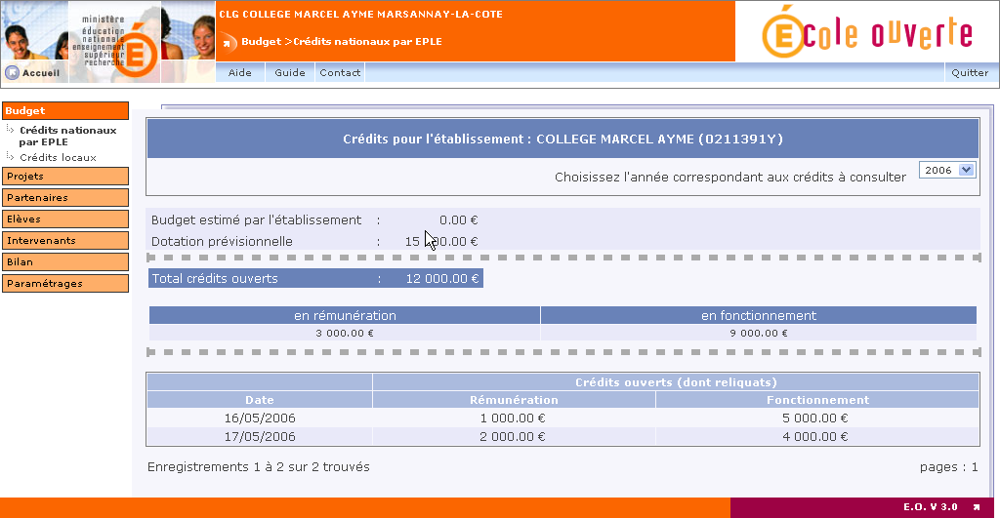 ministère
éducation
nationale
enseignement
supérieur
recherche
Accueil
CLG COLLEGE MARCEL AYME MARSANNAY-LA-COTE
Budget >Crédits nationaux par EPLE
École ouverte
Aide
Guide
Contact
Quitter
Budget
Crédits nationaux
par EPLE
Crédits locaux
Projets
Partenaires
Elèves
Intervenants
Bilan
Paramétrages
Crédits pour l'établissement : COLLEGE MARCEL AYME (0211391Y)
Choisissez l'année correspondant aux crédits à consulter 2006
Budget estimé par l'établissement : 0.00 €
Dotation prévisionnelle : 15 00.00 €
Total crédits ouverts : 12 000.00 €
en rémunération en fonctionnement
3 000.00 € 9 000.00 €
Crédits ouverts (dont reliquats)
Date Rémunération Fonctionnement
16/05/2006 1 000.00 € 5 000.00 €
17/05/2006 2 000.00 € 4 000.00 €
Enregistrements 1 à 2 sur 2 trouvés pages : 1
E.O. V 3.0